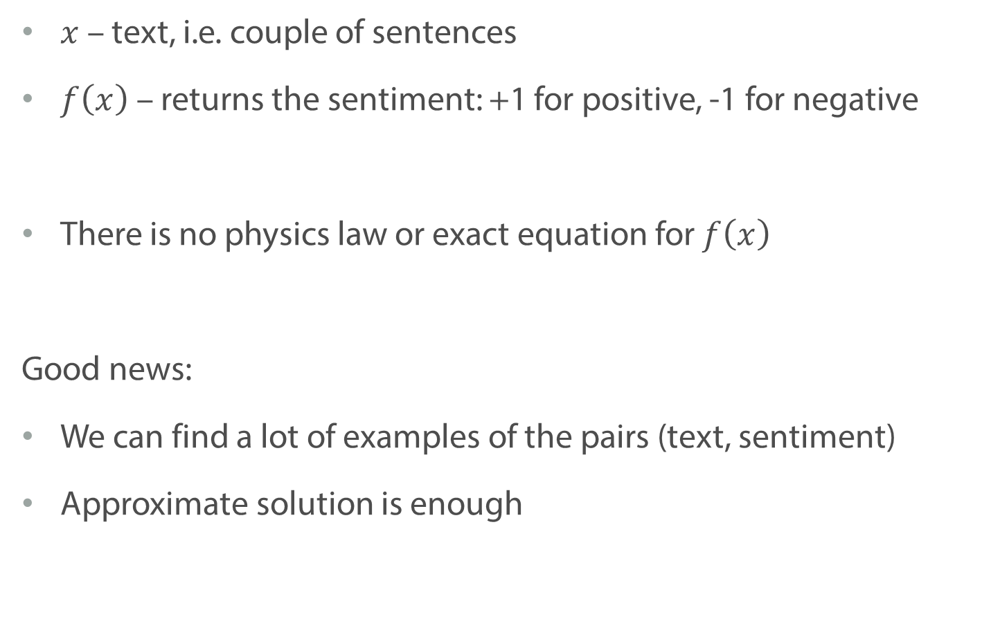 • x – text, i.e. couple of sentences
• f(x) – returns the sentiment: +1 for positive, -1 for negative
• There is no physics law or exact equation for f(x)
Good news:
• We can find a lot of examples of the pairs (text, sentiment)
• Approximate solution is enough